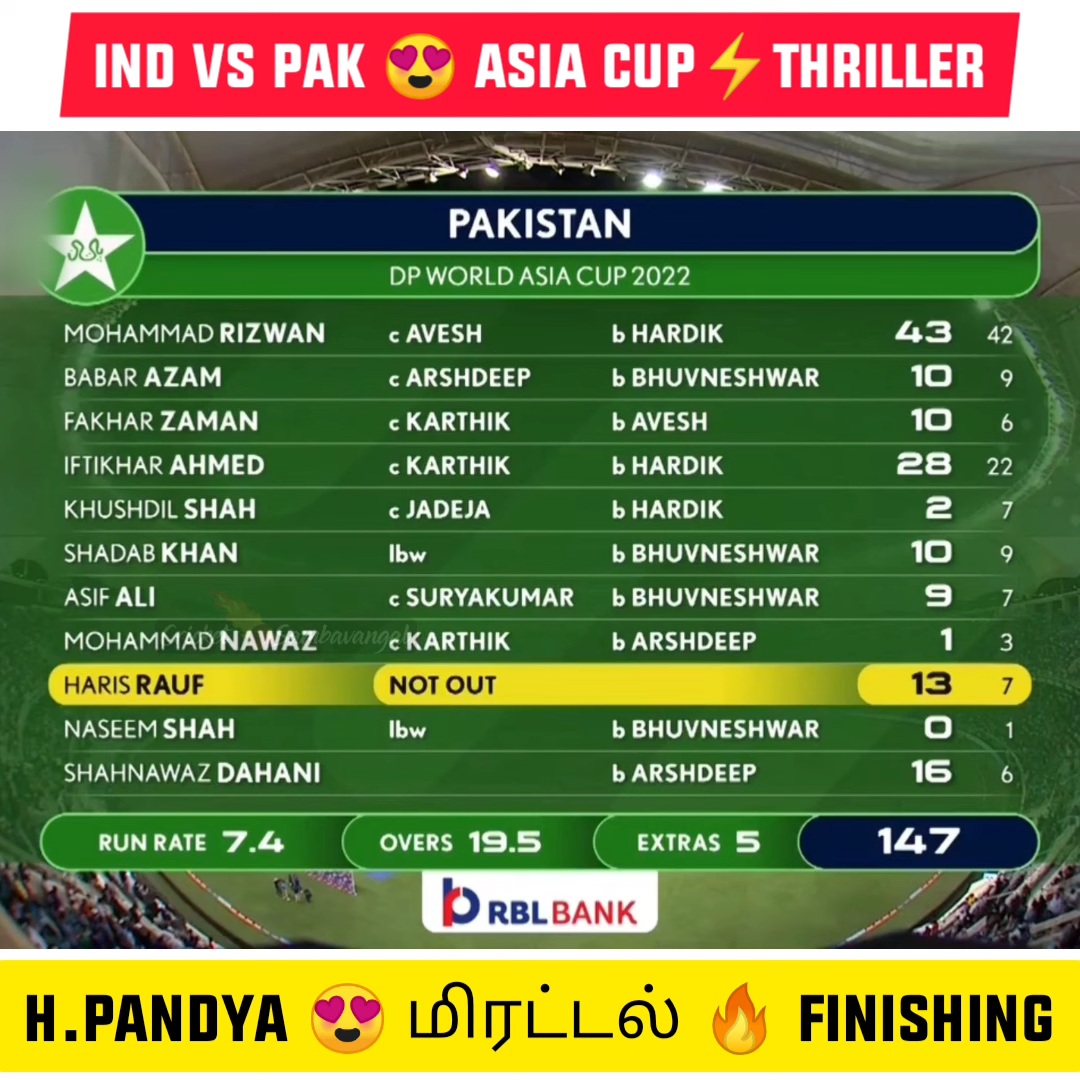 IND VS PAK 😍 ASIA CUP ⚡ THRILLER
PAKISTAN
DP WORLD ASIA CUP 2022
MOHAMMAD RIZWAN c AVESH b HARDIK 43 42
BABAR AZAM c ARSHDEEP b BHUVNESHWAR 10 9
FAKHAR ZAMAN c KARTHIK b AVESH 10 6
IFTIKHAR AHMED c KARTHIK b HARDIK 28 22
KHUSHDIL SHAH c JADEJA b HARDIK 2 7
SHADAB KHAN lbw b BHUVNESHWAR 10 9
ASIF ALI c SURYAKUMAR b BHUVNESHWAR 9 7
MOHAMMAD NAWAZ c KARTHIK b ARSHDEEP 1 3
HARIS RAUF NOT OUT 13 7
NASEEM SHAH lbw b BHUVNESHWAR 0 1
SHAHNAWAZ DAHANI b ARSHDEEP 16 6
RUN RATE 7.4 OVERS 19.5 EXTRAS 5 147
RBL BANK
H.PANDYA 😍 மிரட்டல் 🔥 FINISHING